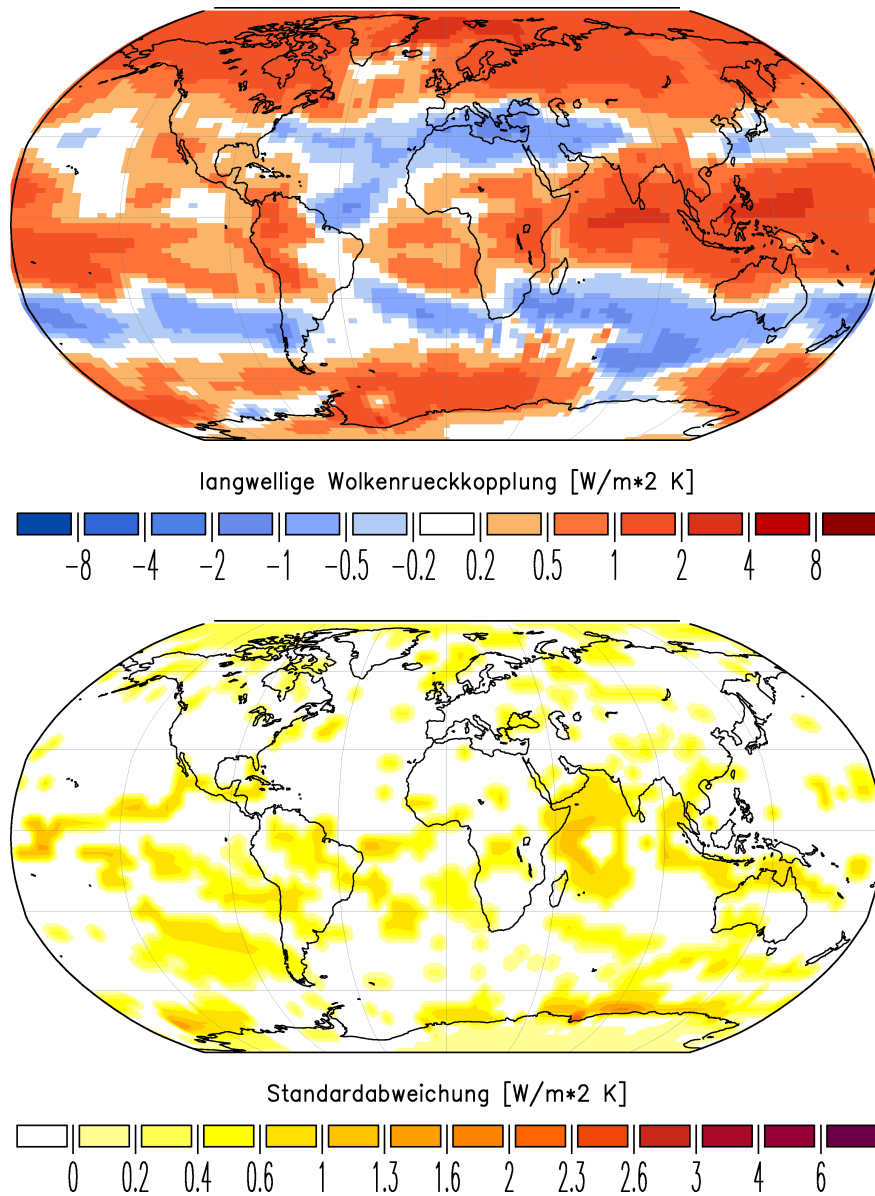 langwellige Wolkenrueckkopplung [W/m*2 K]
-8 -4 -2 -1 -0.5 -0.2 0.2 0.5 1 2 4 8
Standardabweichung [W/m*2 K]
0 0.2 0.4 0.6 1 1.3 1.6 2 2.3 2.6 3 4 6